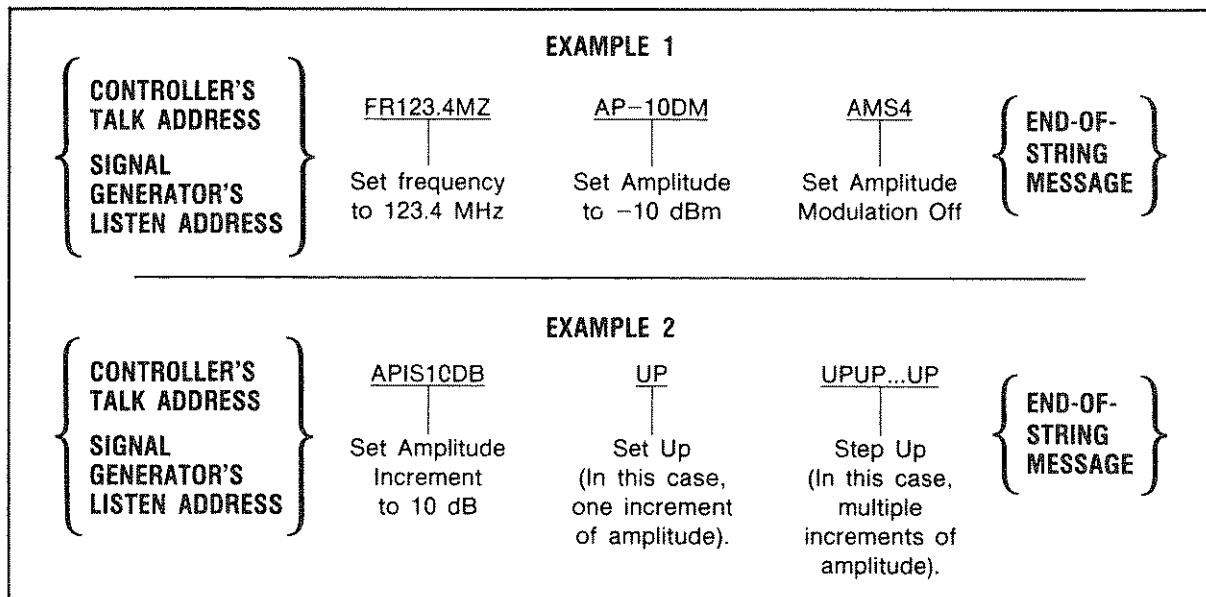 EXAMPLE 1
CONTROLLER'S
TALK ADDRESS
SIGNAL
GENERATOR'S
LISTEN ADDRESS
FR123.4MZ
Set frequency
to 123.4 MHz
AP–10DM
Set Amplitude
to –10 dBm
AMS4
Set Amplitude
Modulation Off
END-OF-
STRING
MESSAGE
EXAMPLE 2
CONTROLLER'S
TALK ADDRESS
SIGNAL
GENERATOR'S
LISTEN ADDRESS
APIS10DB
Set Amplitude
Increment
to 10 dB
UP
Set Up
(In this case,
one increment
of amplitude).
UPUP...UP
Step Up
(In this case,
multiple
increments of
amplitude).
END-OF-
STRING
MESSAGE